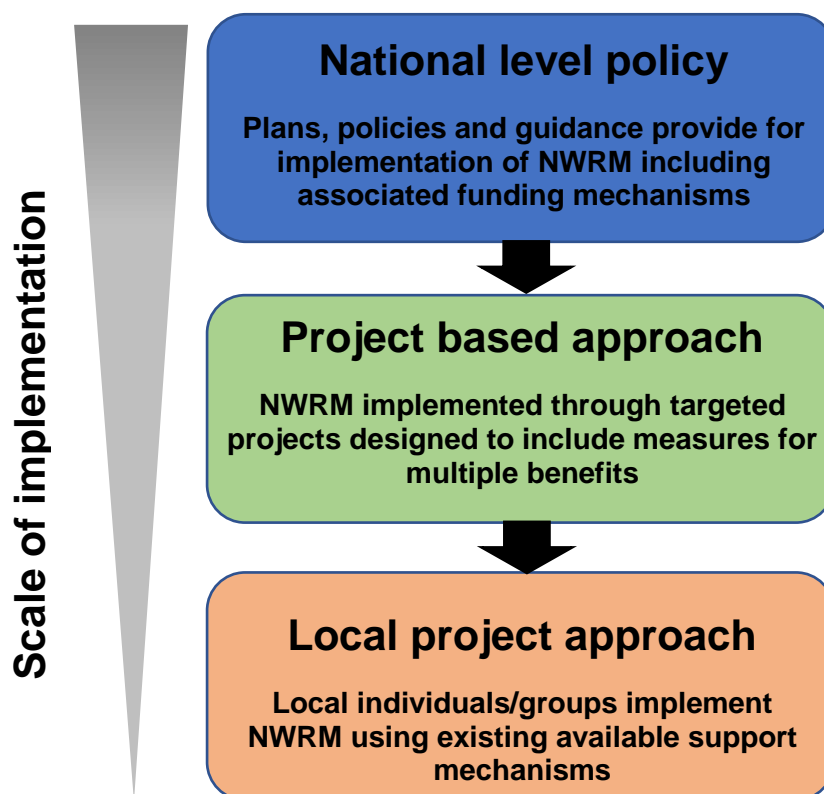 Scale of implementation
National level policy
Plans, policies and guidance provide for
implementation of NWRM including
associated funding mechanisms
Project based approach
NWRM implemented through targeted
projects designed to include measures for
multiple benefits
Local project approach
Local individuals/groups implement
NWRM using existing available support
mechanisms